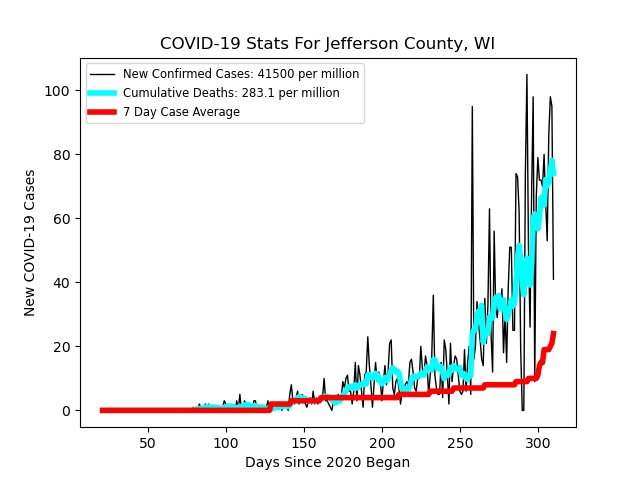 COVID-19 Stats For Jefferson County, WI
New Confirmed Cases: 41500 per million
Cumulative Deaths: 283.1 per million
7 Day Case Average
New COVID-19 Cases
100
80
60
40
20
0
50 100 150 200 250 300
Days Since 2020 Began